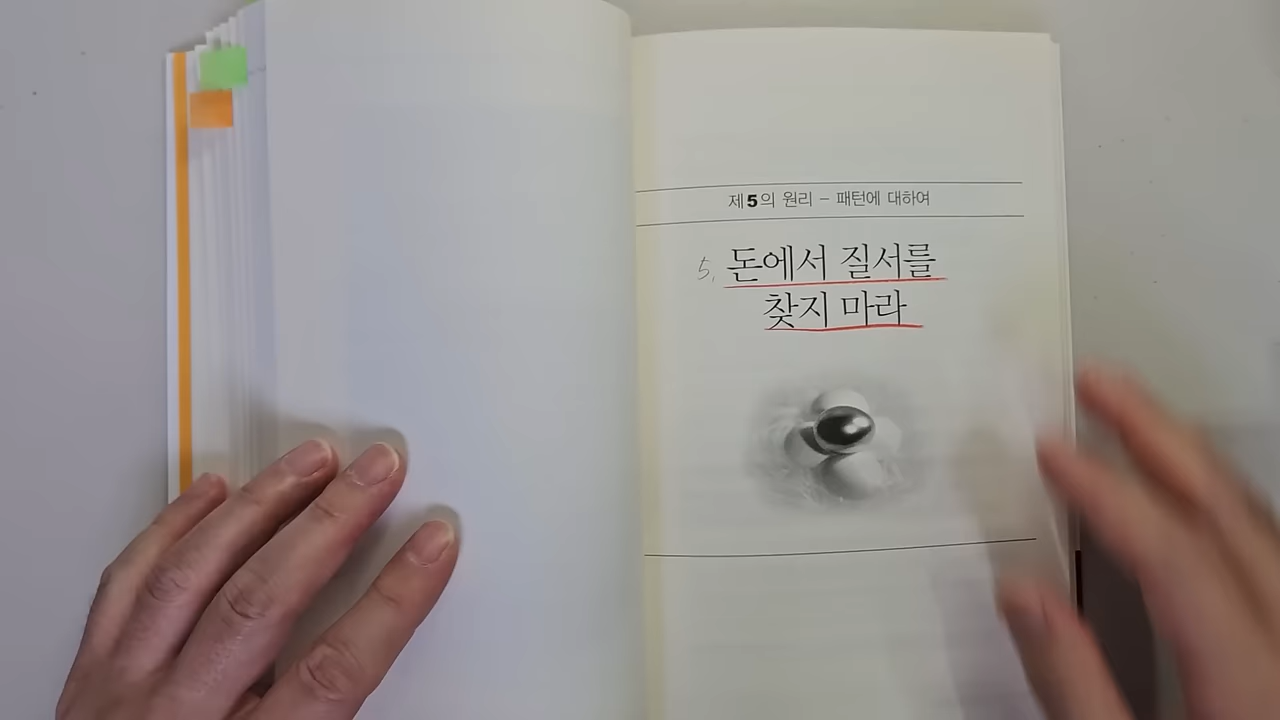 제5의 원리 – 패턴에 대하여
5. 돈에서 질서를
찾지 마라